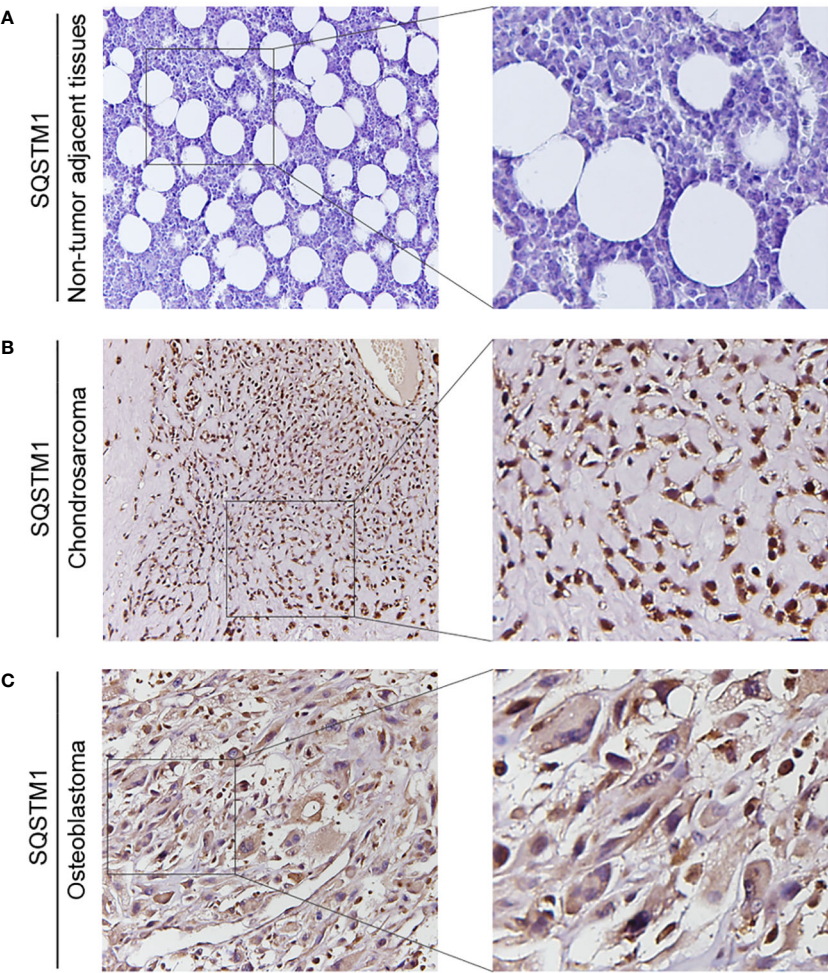 A
SQSTM1
Non-tumor adjacent tissues
B
SQSTM1
Chondrosarcoma
C
SQSTM1
Osteoblastoma